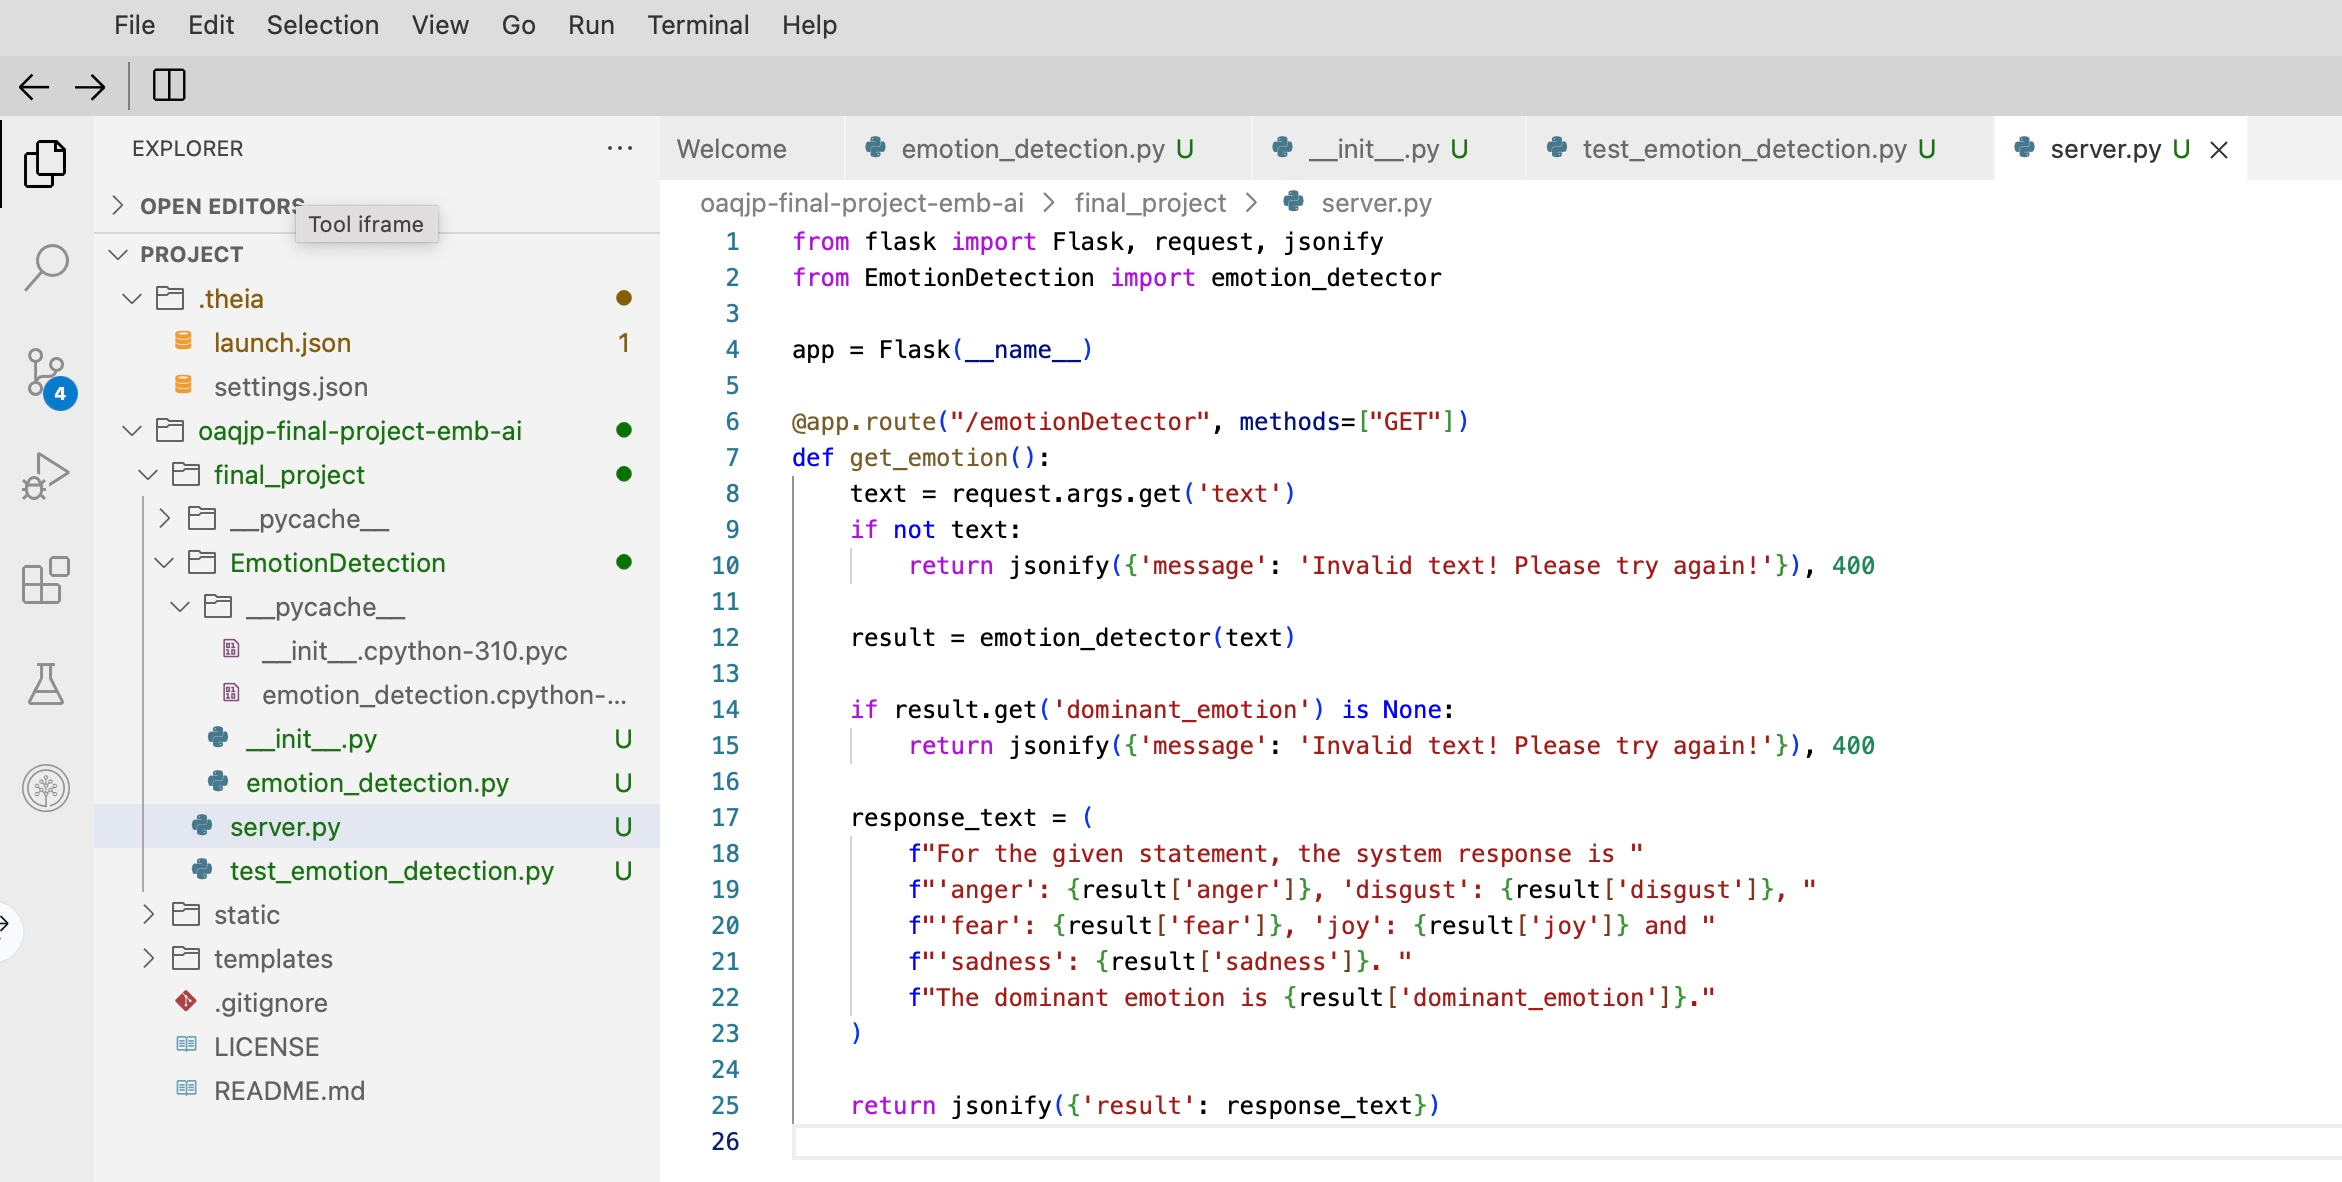 File Edit Selection View Go Run Terminal Help
EXPLORER
OPEN EDITORS
Tool iframe
PROJECT
.theia
launch.json 1
settings.json
oaqjp-final-project-emb-ai
final_project
__pycache__
EmotionDetection
__pycache__
__init__.cpython-310.pyc
emotion_detection.cpython-...
__init__.py U
emotion_detection.py U
server.py U
test_emotion_detection.py U
static
templates
.gitignore
LICENSE
README.md
4
Welcome emotion_detection.py U __init__.py U test_emotion_detection.py U server.py U
oaqjp-final-project-emb-ai > final_project > server.py
1 from flask import Flask, request, jsonify
2 from EmotionDetection import emotion_detector
3
4 app = Flask(__name__)
5
6 @app.route("/emotionDetector", methods=["GET"])
7 def get_emotion():
8     text = request.args.get('text')
9     if not text:
10         return jsonify({'message': 'Invalid text! Please try again!'}), 400
11
12     result = emotion_detector(text)
13
14     if result.get('dominant_emotion') is None:
15         return jsonify({'message': 'Invalid text! Please try again!'}), 400
16
17     response_text = (
18         f"For the given statement, the system response is "
19         f"'anger': {result['anger']}, 'disgust': {result['disgust']}, "
20         f"'fear': {result['fear']}, 'joy': {result['joy']} and "
21         f"'sadness': {result['sadness']}. "
22         f"The dominant emotion is {result['dominant_emotion']}."
23     )
24
25     return jsonify({'result': response_text})
26